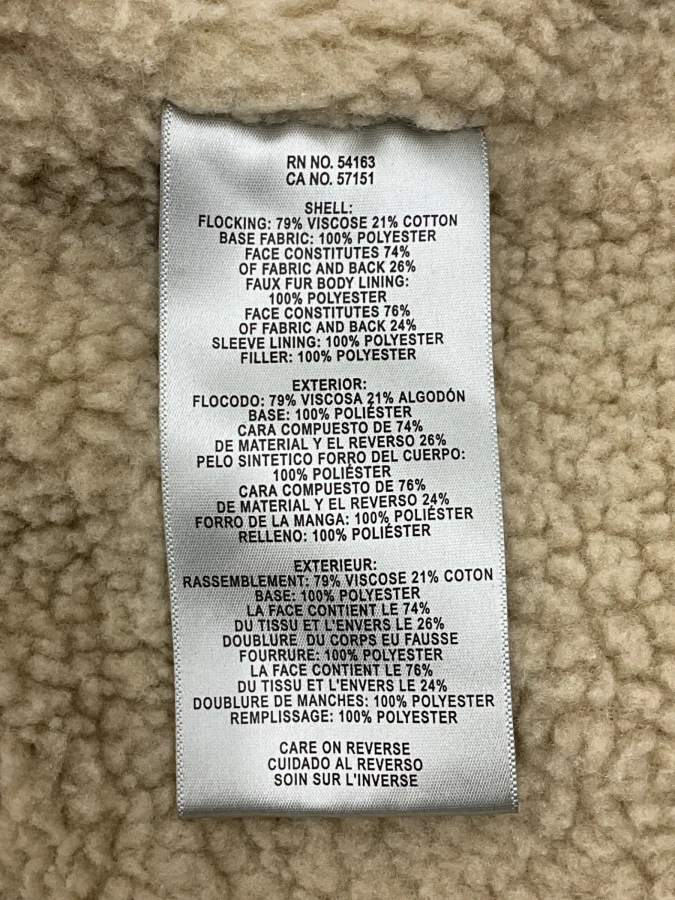 RN NO. 54163
CA NO. 57151
SHELL:
FLOCKING: 79% VISCOSE 21% COTTON
BASE FABRIC: 100% POLYESTER
FACE CONSTITUTES 74%
OF FABRIC AND BACK 26%
FAUX FUR BODY LINING:
100% POLYESTER
FACE CONSTITUTES 76%
OF FABRIC AND BACK 24%
SLEEVE LINING: 100% POLYESTER
FILLER: 100% POLYESTER
EXTERIOR:
FLOCODO: 79% VISCOSA 21% ALGODÓN
BASE: 100% POLIÉSTER
CARA COMPUESTO DE 74%
DE MATERIAL Y EL REVERSO 26%
PELO SINTETICO FORRO DEL CUERPO:
100% POLIÉSTER
CARA COMPUESTO DE 76%
DE MATERIAL Y EL REVERSO 24%
FORRO DE LA MANGA: 100% POLIÉSTER
RELLENO: 100% POLIÉSTER
EXTERIEUR:
RASSEMBLEMENT: 79% VISCOSE 21% COTON
BASE: 100% POLYESTER
LA FACE CONTIENT LE 74%
DU TISSU ET L'ENVERS LE 26%
DOUBLURE DU CORPS EU FAUSSE
FOURRURE: 100% POLYESTER
LA FACE CONTIENT LE 76%
DU TISSU ET L'ENVERS LE 24%
DOUBLURE DE MANCHES: 100% POLYESTER
REMPLISSAGE: 100% POLYESTER
CARE ON REVERSE
CUIDADO AL REVERSO
SOIN SUR L'INVERSE